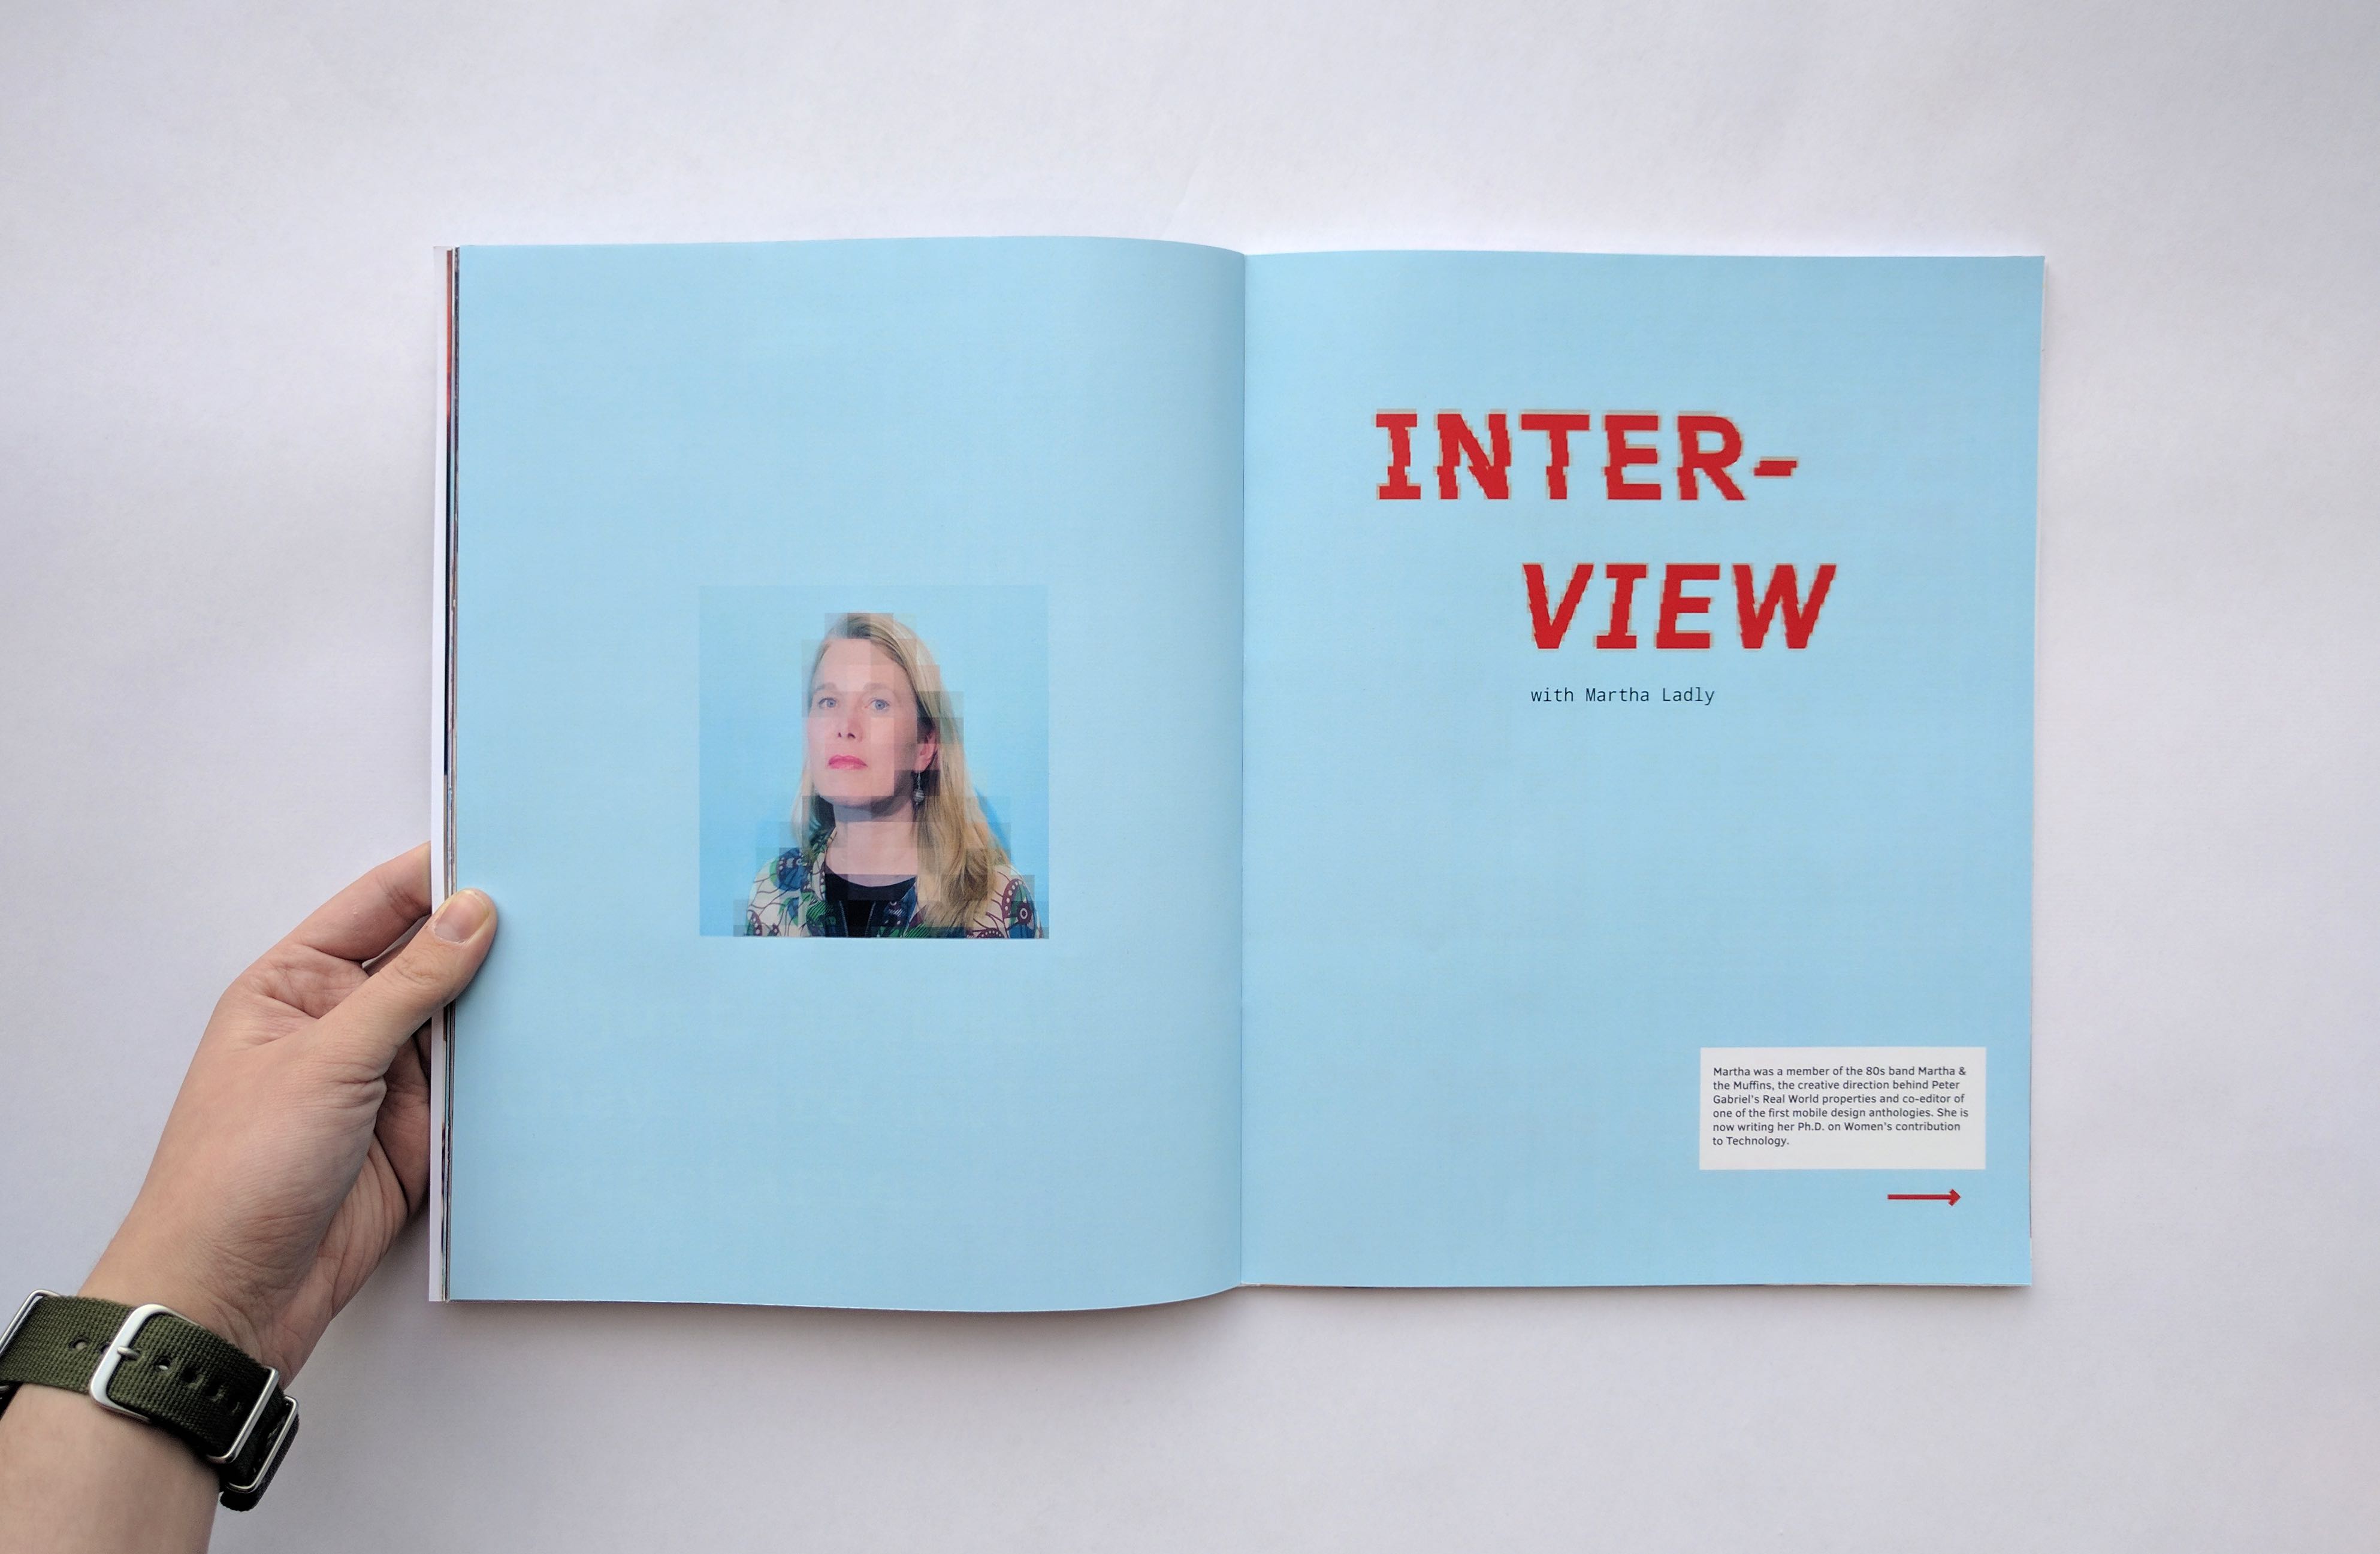 INTER-
VIEW
with Martha Ladly
Martha was a member of the 80s band Martha &
the Muffins, the creative direction behind Peter
Gabriel's Real World properties and co-editor of
one of the first mobile design anthologies. She is
now writing her Ph.D. on Women's contribution
to Technology.